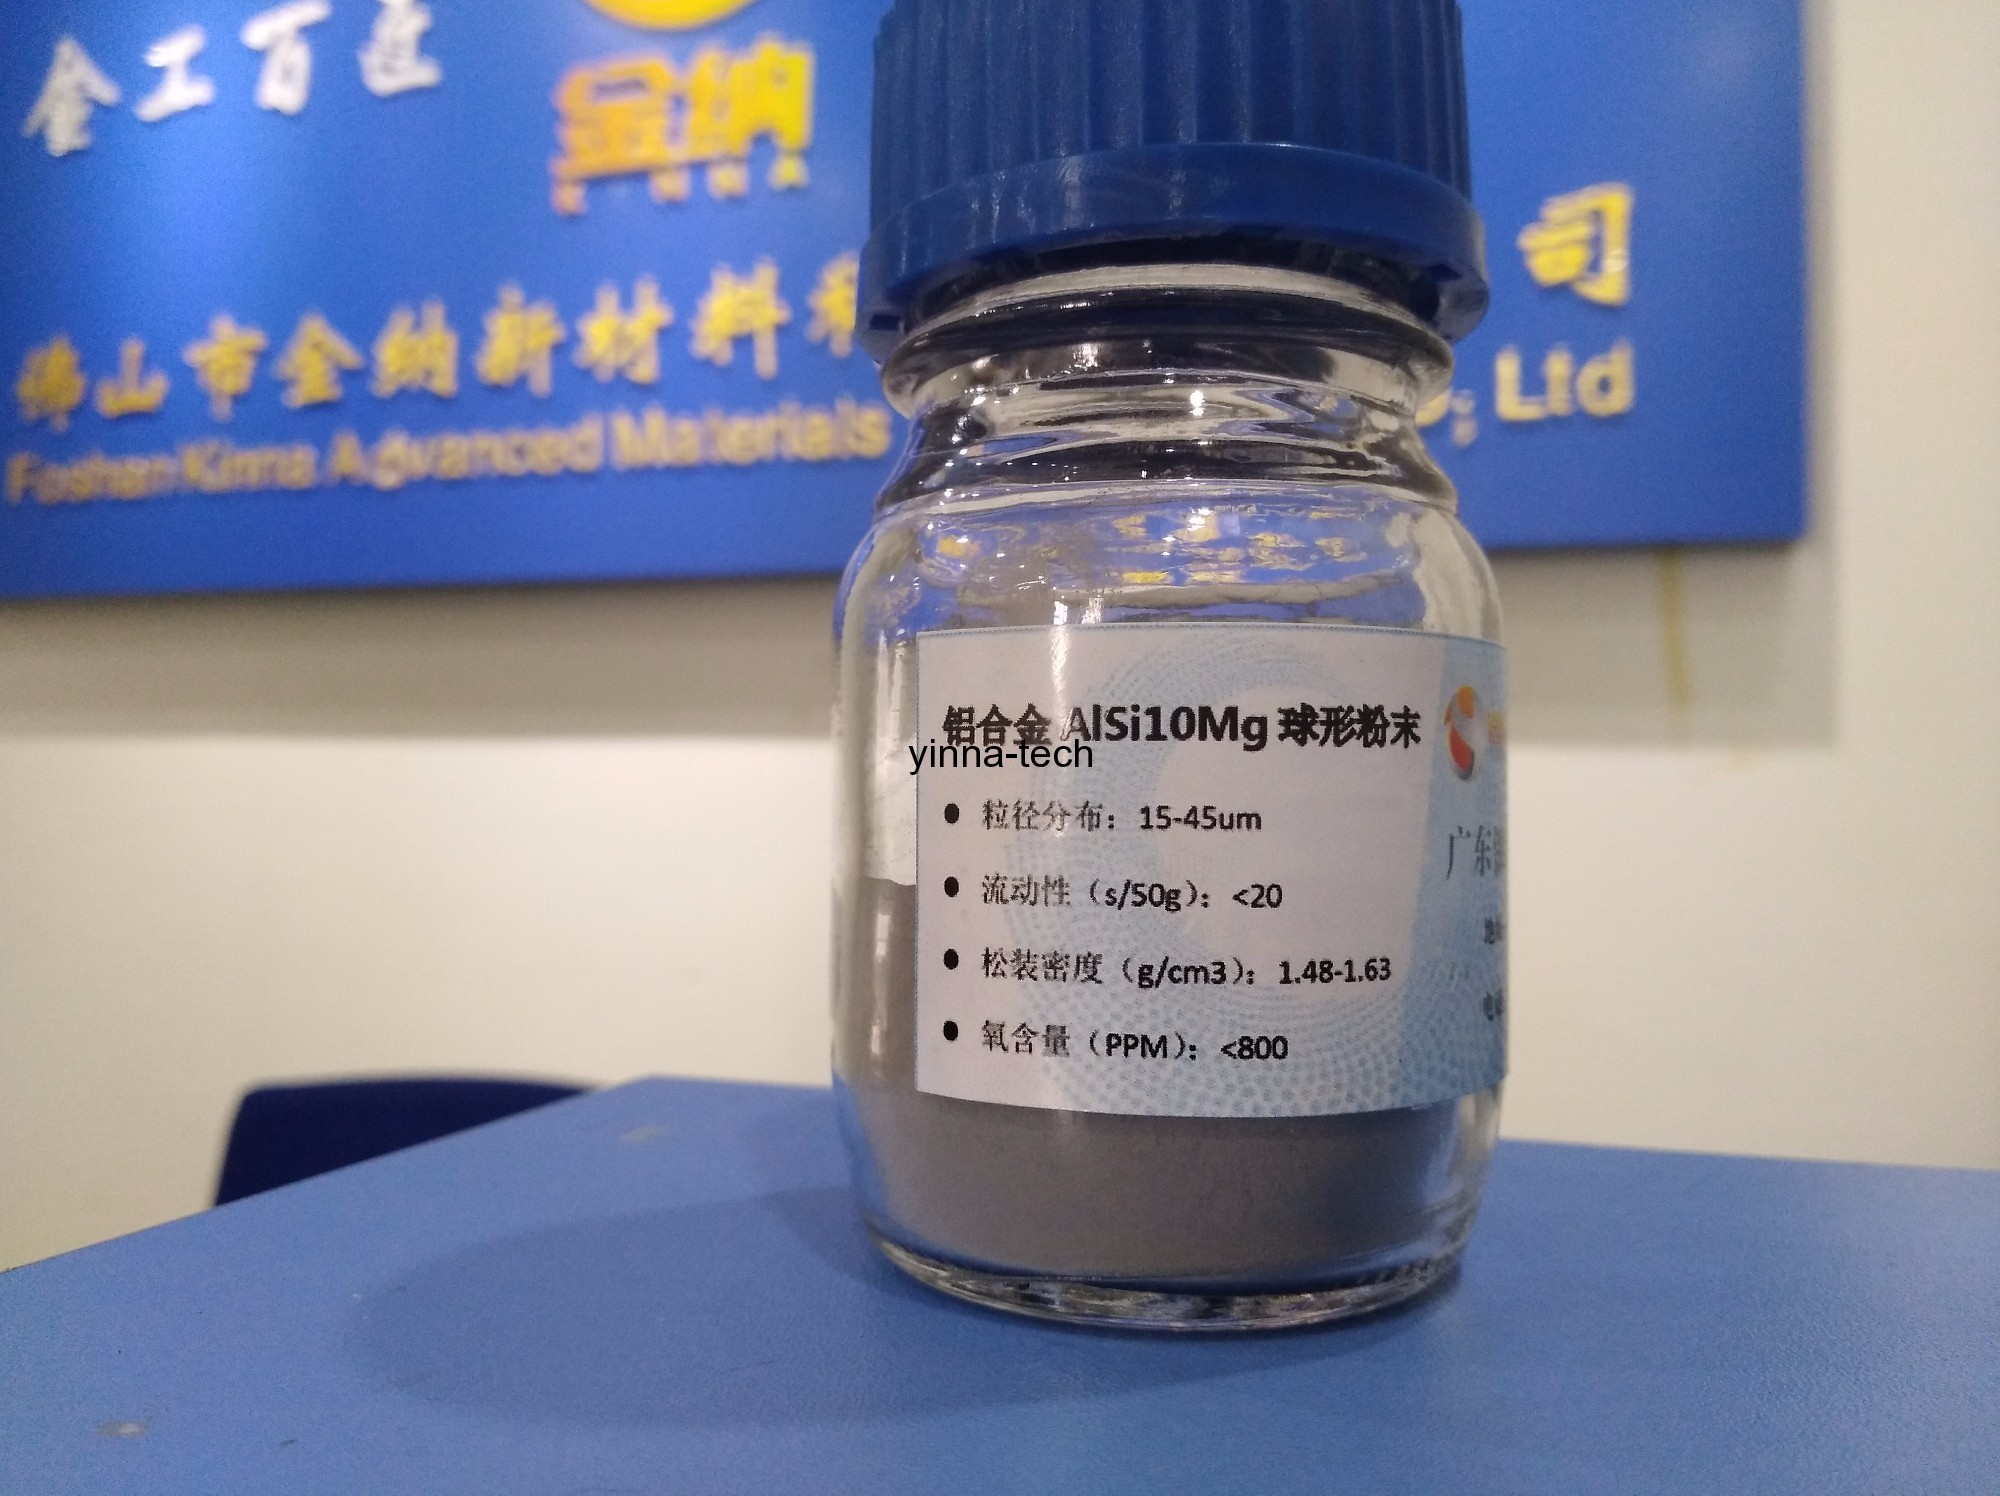 金工百匠
金纳
佛山市金纳新材料科
司
Foshan Kinna Advanced Materials
Ltd
铝合金 AlSi10Mg 球形粉末
yinna-tech
● 粒径分布：15-45um
● 流动性（s/50g）：<20
● 松装密度（g/cm3）：1.48-1.63
● 氧含量（PPM）：<800
广东
电